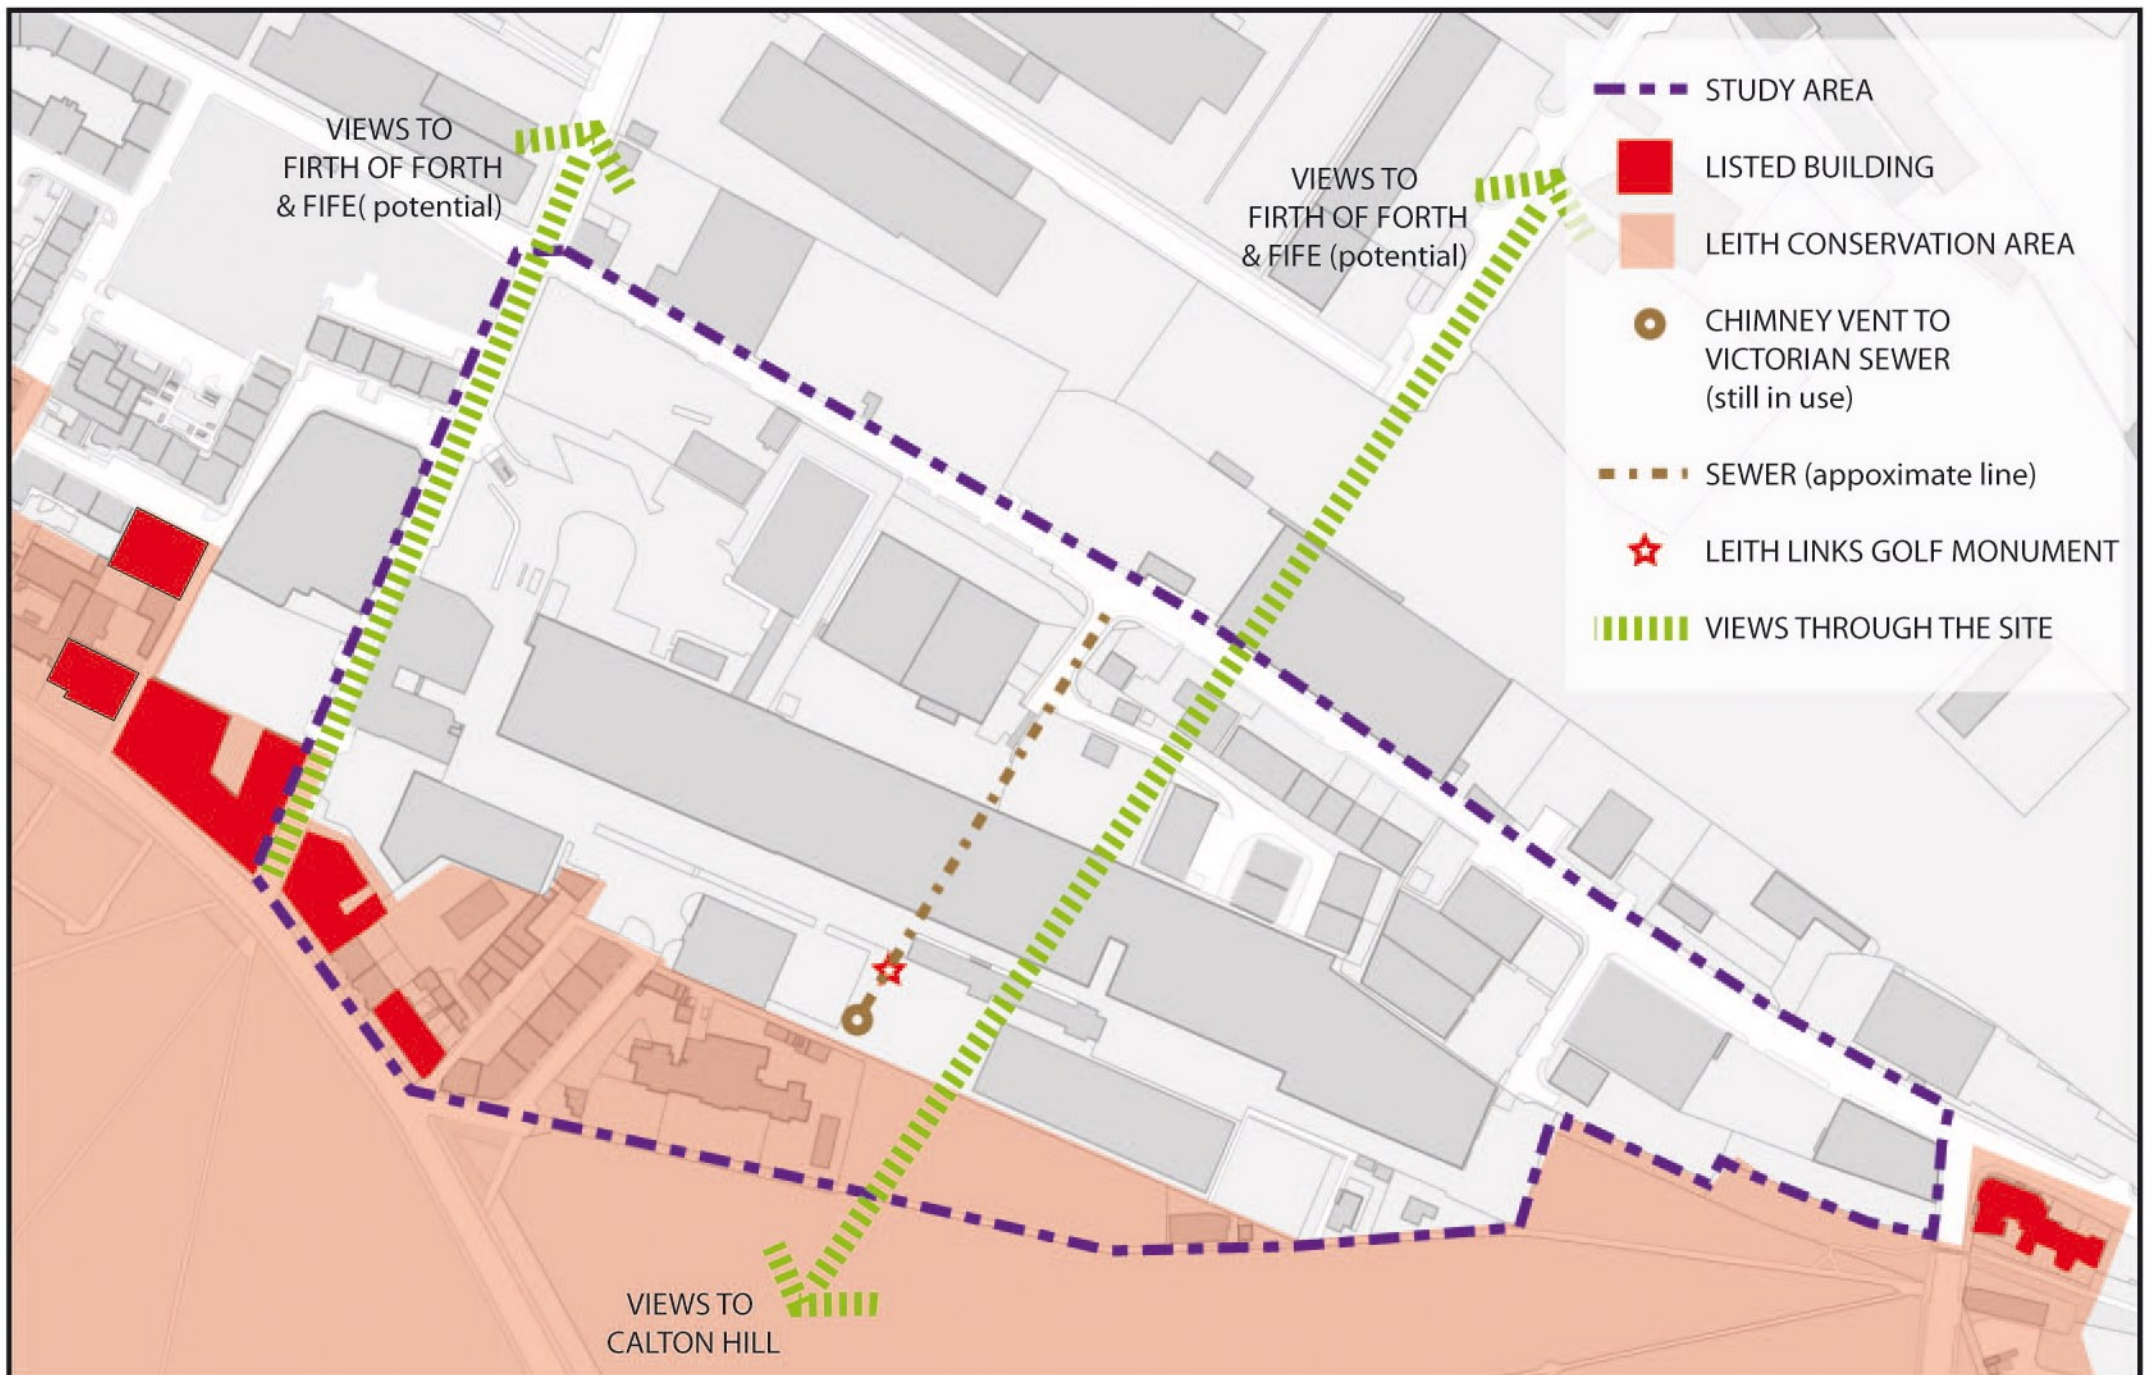 VIEWS TO
FIRTH OF FORTH
& FIFE( potential)
VIEWS TO
FIRTH OF FORTH
& FIFE (potential)
STUDY AREA
LISTED BUILDING
LEITH CONSERVATION AREA
CHIMNEY VENT TO
VICTORIAN SEWER
(still in use)
SEWER (appoximate line)
LEITH LINKS GOLF MONUMENT
VIEWS THROUGH THE SITE
VIEWS TO
CALTON HILL